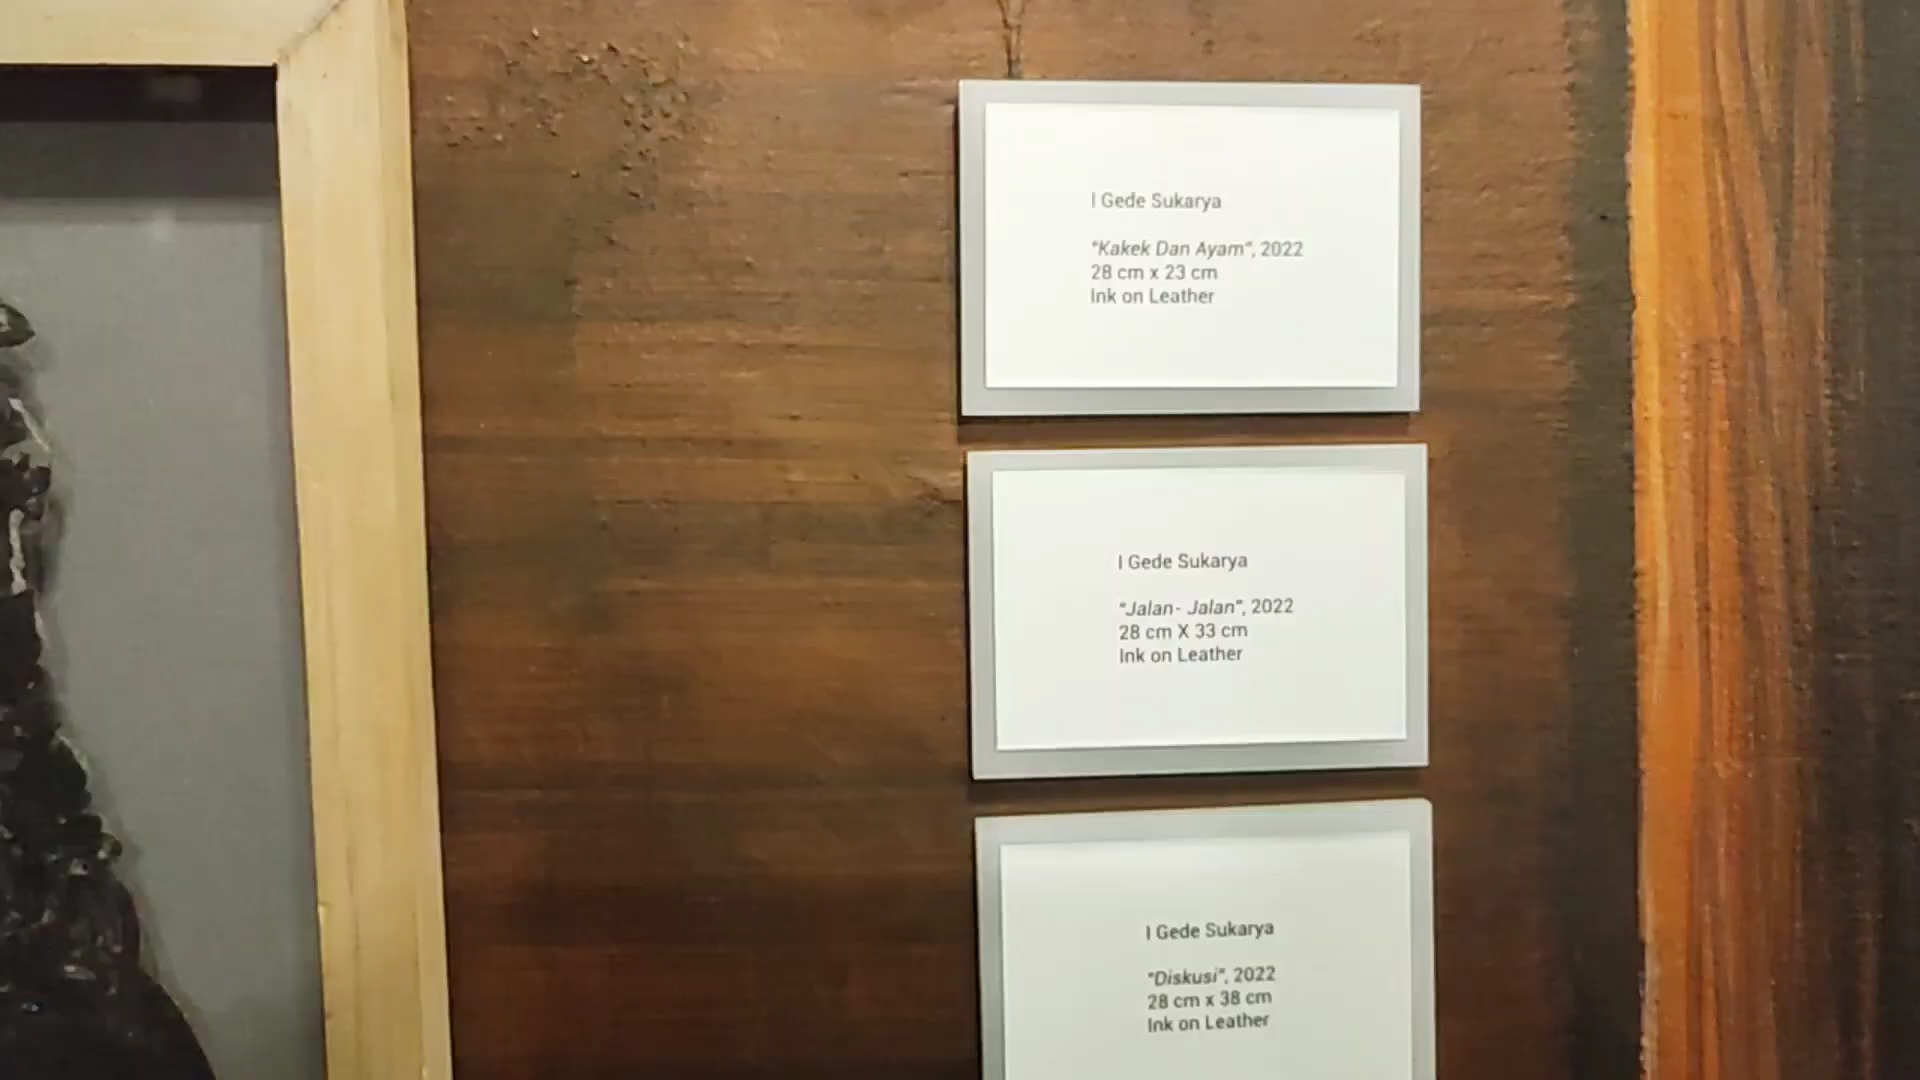 I Gede Sukarya
"Kakek Dan Ayam", 2022
28 cm x 23 cm
Ink on Leather
I Gede Sukarya
"Jalan- Jalan", 2022
28 cm X 33 cm
Ink on Leather
I Gede Sukarya
"Diskusi", 2022
28 cm x 38 cm
Ink on Leather